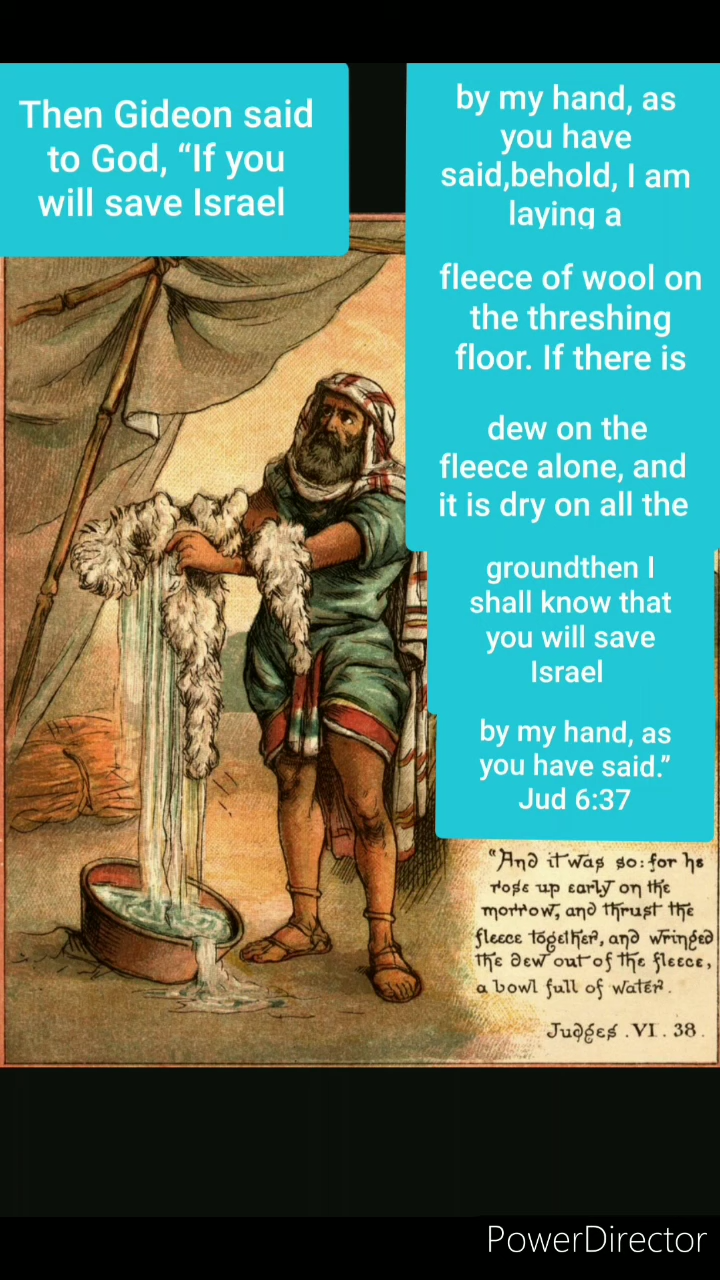 Then Gideon said
to God, “If you
will save Israel
by my hand, as
you have
said,behold, I am
laying a
fleece of wool on
the threshing
floor. If there is
dew on the
fleece alone, and
it is dry on all the
groundthen I
shall know that
you will save
Israel
by my hand, as
you have said.”
Jud 6:37
“And it was so: for he
rose up early on the
morrow, and thrust the
fleece together, and wringed
the dew out of the fleece,
a bowl full of water.
Judges . VI . 38 .
PowerDirector